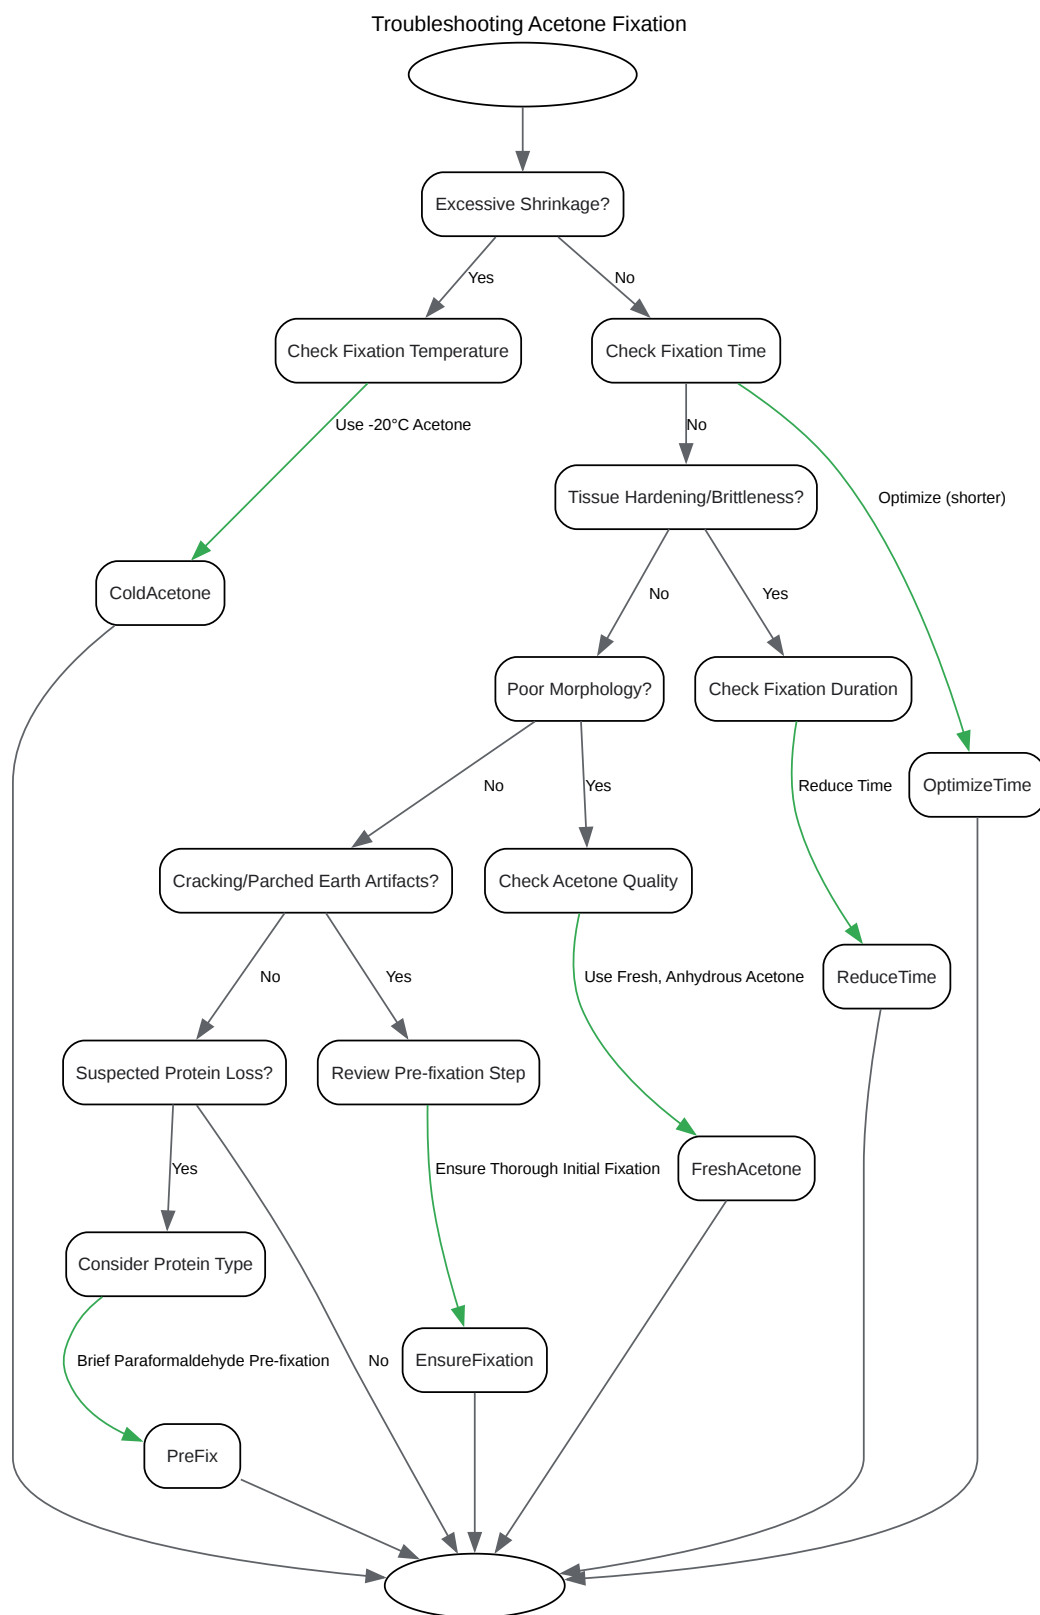 Troubleshooting Acetone Fixation
Excessive Shrinkage?
Yes
No
Check Fixation Temperature
Check Fixation Time
Use -20°C Acetone
No
Tissue Hardening/Brittleness?
Optimize (shorter)
ColdAcetone
No
Yes
Poor Morphology?
Check Fixation Duration
No
Yes
Reduce Time
OptimizeTime
Cracking/Parched Earth Artifacts?
Check Acetone Quality
No
Yes
Use Fresh, Anhydrous Acetone
ReduceTime
Suspected Protein Loss?
Review Pre-fixation Step
Yes
Ensure Thorough Initial Fixation
FreshAcetone
Consider Protein Type
Brief Paraformaldehyde Pre-fixation
No
EnsureFixation
PreFix